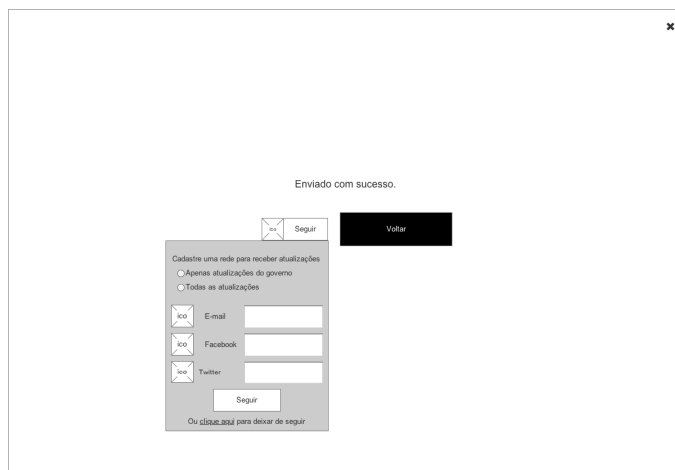 ✖
Enviado com sucesso.
ico Seguir
Voltar
Cadastre uma rede para receber atualizações
Apenas atualizações do governo
Todas as atualizações
ico E-mail
ico Facebook
ico Twitter
Seguir
Ou clique aqui para deixar de seguir